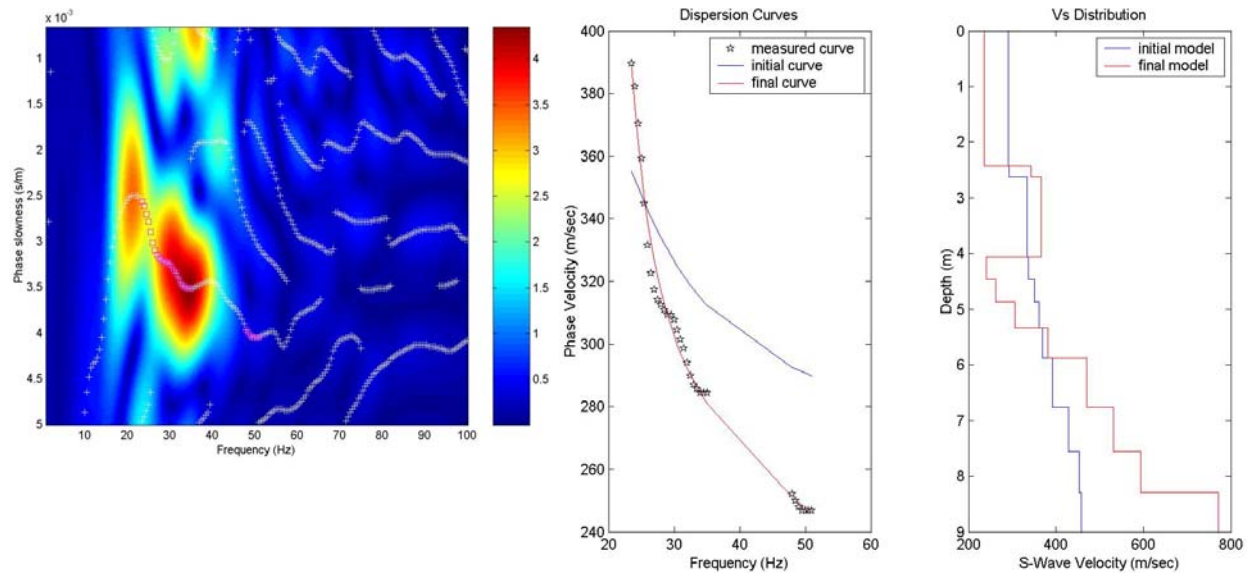 x 10⁻³
1
1.5
2
2.5
3
3.5
4
4.5
5
Phase slowness (s/m)
10 20 30 40 50 60 70 80 90 100
Frequency (Hz)
4
3.5
3
2.5
2
1.5
1
0.5
Dispersion Curves
measured curve
initial curve
final curve
400
380
360
340
320
300
280
260
240
Phase Velocity (m/sec)
20 30 40 50 60
Frequency (Hz)
Vs Distribution
initial model
final model
0
1
2
3
4
5
6
7
8
9
Depth (m)
200 400 600 800
S-Wave Velocity (m/sec)